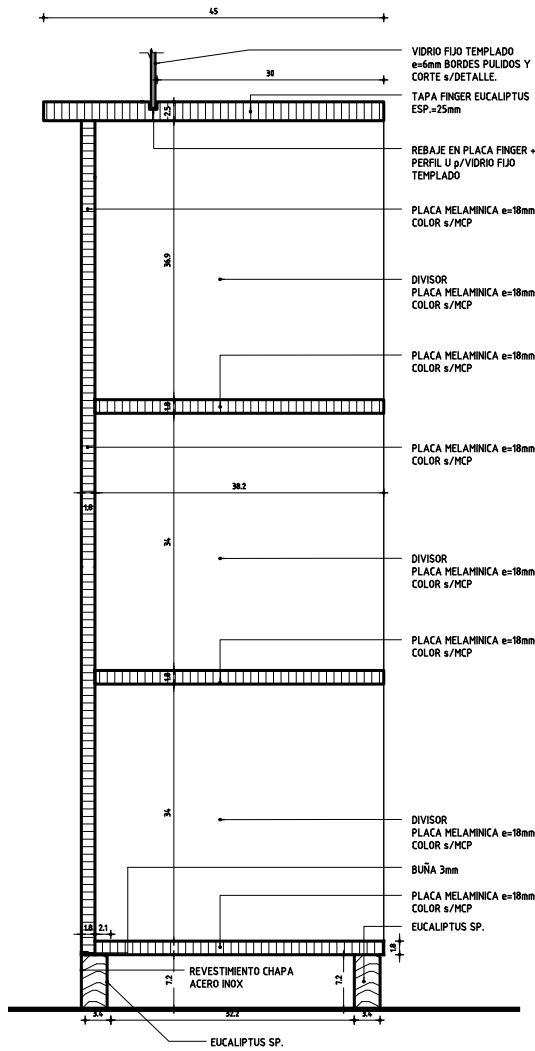 45
VIDRIO FIJO TEMPLADO
e=6mm BORDES PULIDOS Y
CORTE s/DETALLE.
30
TAPA FINGER EUCALIPTUS
ESP.=25mm
2.5
REBAJE EN PLACA FINGER +
PERFIL U p/VIDRIO FIJO
TEMPLADO
PLACA MELAMINICA e=18mm
COLOR s/MCP
36.9
DIVISOR
PLACA MELAMINICA e=18mm
COLOR s/MCP
PLACA MELAMINICA e=18mm
COLOR s/MCP
1.8
PLACA MELAMINICA e=18mm
COLOR s/MCP
38.2
1.8
34
DIVISOR
PLACA MELAMINICA e=18mm
COLOR s/MCP
PLACA MELAMINICA e=18mm
COLOR s/MCP
1.8
34
DIVISOR
PLACA MELAMINICA e=18mm
COLOR s/MCP
BUÑA 3mm
PLACA MELAMINICA e=18mm
COLOR s/MCP
1.8 2.1
EUCALIPTUS SP.
1.8
REVESTIMIENTO CHAPA
ACERO INOX
7.2
7.2
3.4
32.2
3.4
EUCALIPTUS SP.